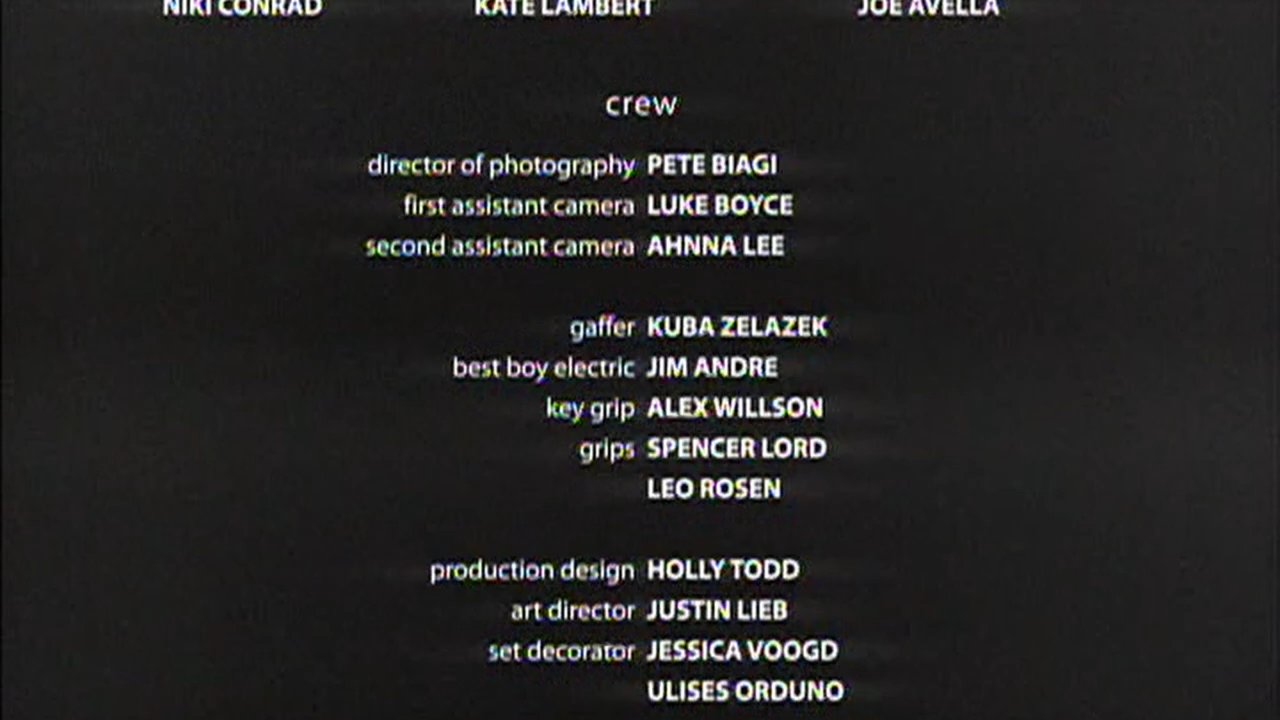 NIKI CONRAD KATE LAMBERT JOE AVELLA
crew
director of photography PETE BIAGI
first assistant camera LUKE BOYCE
second assistant camera AHNNA LEE
gaffer KUBA ZELAZEK
best boy electric JIM ANDRE
key grip ALEX WILLSON
grips SPENCER LORD
LEO ROSEN
production design HOLLY TODD
art director JUSTIN LIEB
set decorator JESSICA VOOGD
ULISES ORDUNO